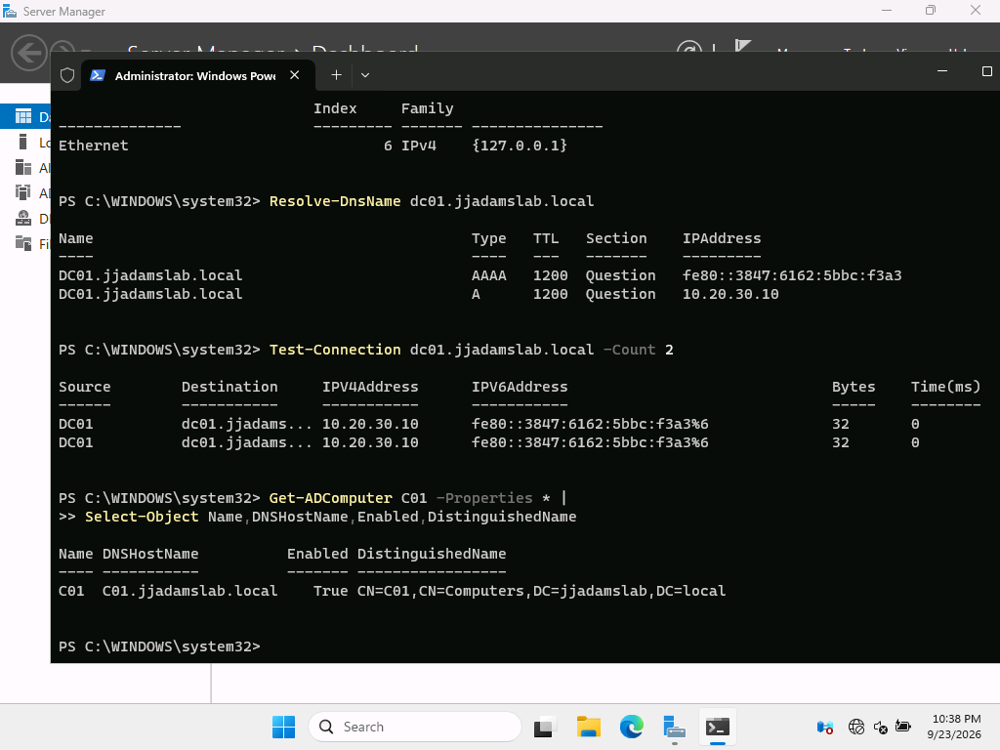 Server Manager
Administrator: Windows Powe
Index Family
-------------- --------- ------- ---------------
Ethernet 6 IPv4 {127.0.0.1}
PS C:\WINDOWS\system32> Resolve-DnsName dc01.jjadamslab.local
Name Type TTL Section IPAddress
---- ---- --- ------- ---------
DC01.jjadamslab.local AAAA 1200 Question fe80::3847:6162:5bbc:f3a3
DC01.jjadamslab.local A 1200 Question 10.20.30.10
PS C:\WINDOWS\system32> Test-Connection dc01.jjadamslab.local -Count 2
Source Destination IPV4Address IPV6Address Bytes Time(ms)
------ ----------- ----------- ----------- ----- --------
DC01 dc01.jjadams... 10.20.30.10 fe80::3847:6162:5bbc:f3a3%6 32 0
DC01 dc01.jjadams... 10.20.30.10 fe80::3847:6162:5bbc:f3a3%6 32 0
PS C:\WINDOWS\system32> Get-ADComputer C01 -Properties * |
>> Select-Object Name,DNSHostName,Enabled,DistinguishedName
Name DNSHostName Enabled DistinguishedName
---- ----------- ------- -----------------
C01 C01.jjadamslab.local True CN=C01,CN=Computers,DC=jjadamslab,DC=local
PS C:\WINDOWS\system32>
Search
10:38 PM
9/23/2026